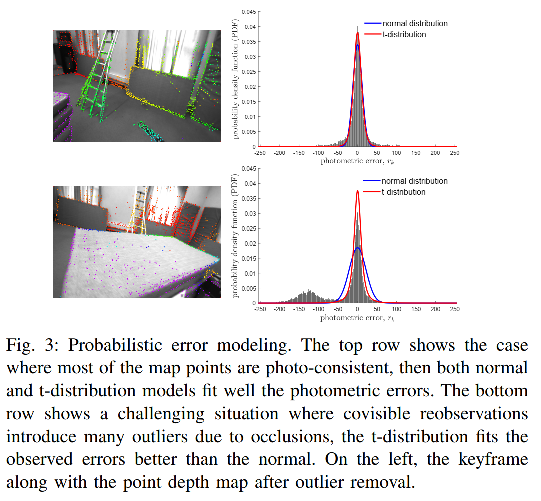 probability density function (PDF)
0.045
0.04
0.035
0.03
0.025
0.02
0.015
0.01
0.005
0
normal distribution
t-distribution
-250 -200 -150 -100 -50 0 50 100 150 200 250
photometric error, rₖ
probability density function (PDF)
0.045
0.04
0.035
0.03
0.025
0.02
0.015
0.01
0.005
0
normal distribution
t distribution
-250 -200 -150 -100 -50 0 50 100 150 200 250
photometric error, rₖ
Fig. 3: Probabilistic error modeling. The top row shows the case
where most of the map points are photo-consistent, then both normal
and t-distribution models fit well the photometric errors. The bottom
row shows a challenging situation where covisible reobservations
introduce many outliers due to occlusions, the t-distribution fits the
observed errors better than the normal. On the left, the keyframe
along with the point depth map after outlier removal.